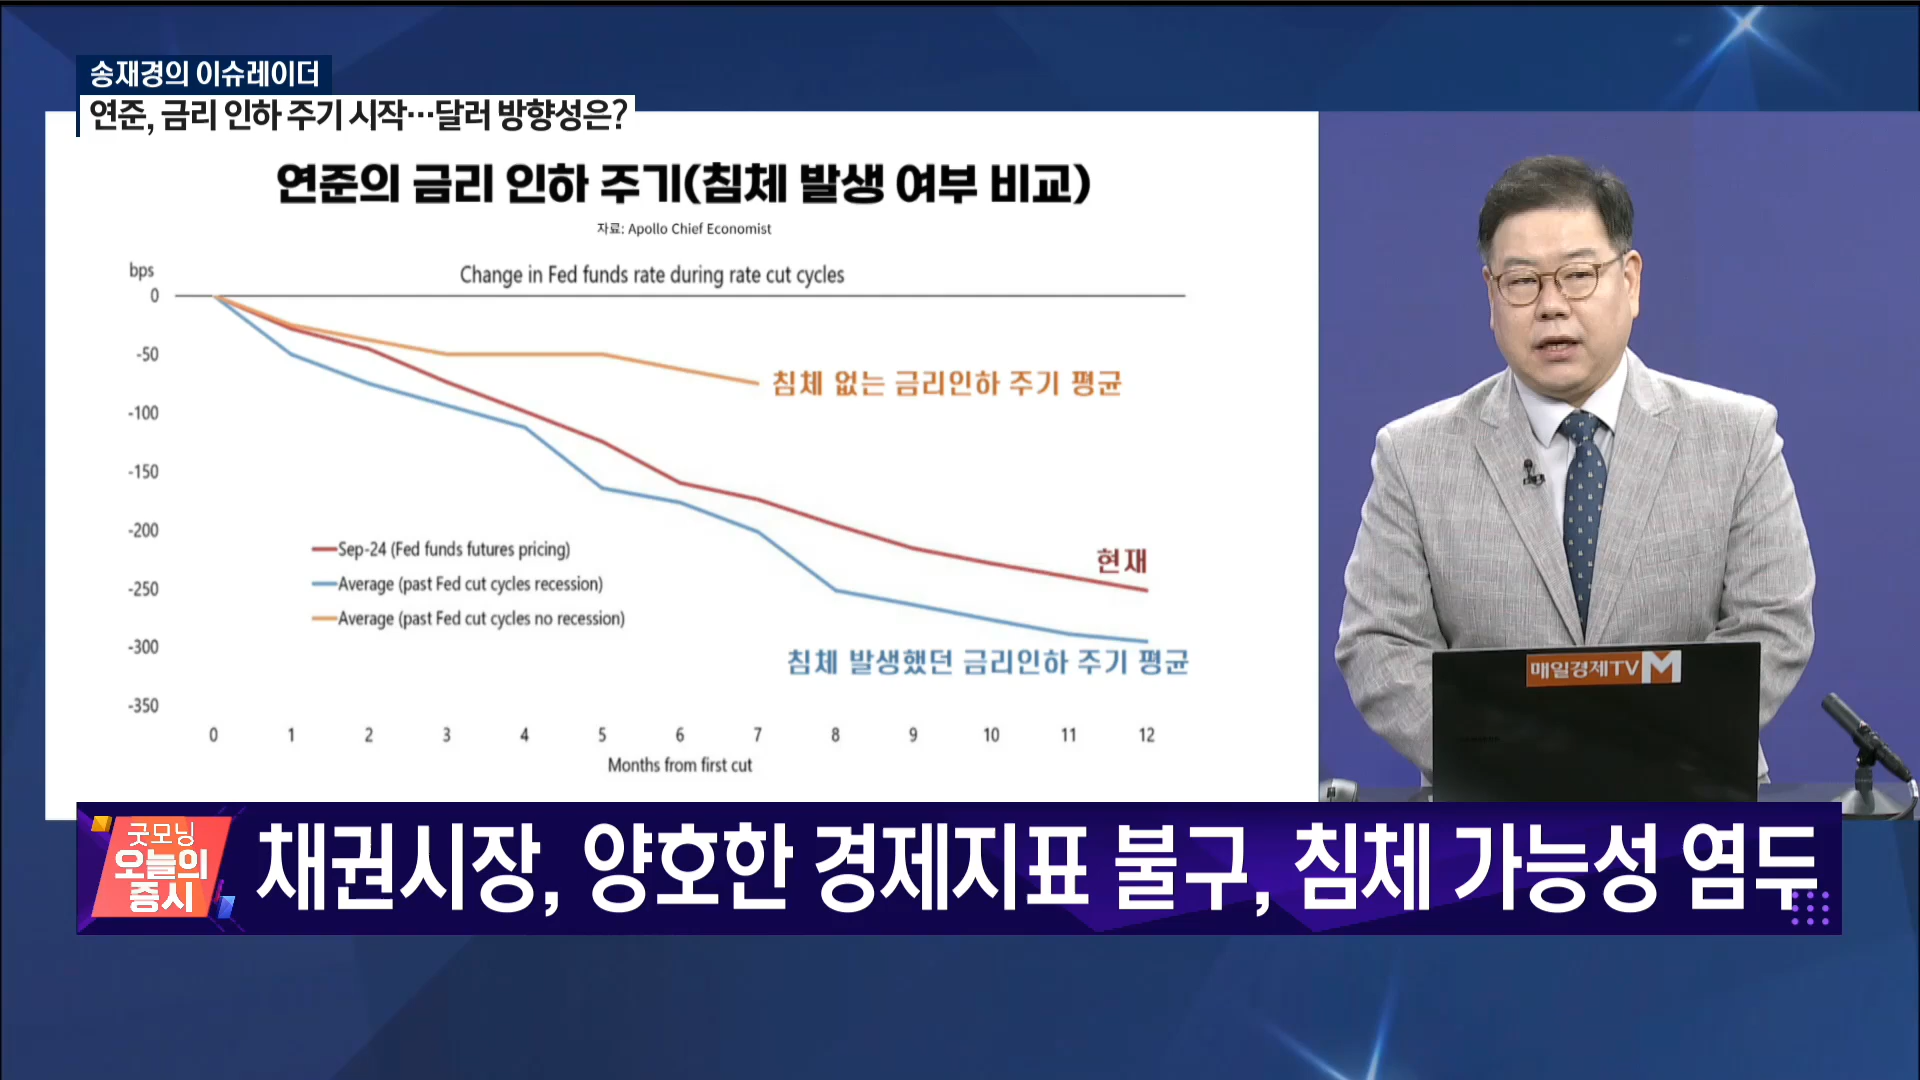 송재경의 이슈레이더
연준, 금리 인하 주기 시작…달러 방향성은?
연준의 금리 인하 주기(침체 발생 여부 비교)
자료: Apollo Chief Economist
bps
Change in Fed funds rate during rate cut cycles
0
-50
-100
-150
-200
-250
-300
-350
침체 없는 금리인하 주기 평균
현재
침체 발생했던 금리인하 주기 평균
Sep-24 (Fed funds futures pricing)
Average (past Fed cut cycles recession)
Average (past Fed cut cycles no recession)
0 1 2 3 4 5 6 7 8 9 10 11 12
Months from first cut
매일경제TV M
굿모닝
오늘의
증시
채권시장, 양호한 경제지표 불구, 침체 가능성 염두